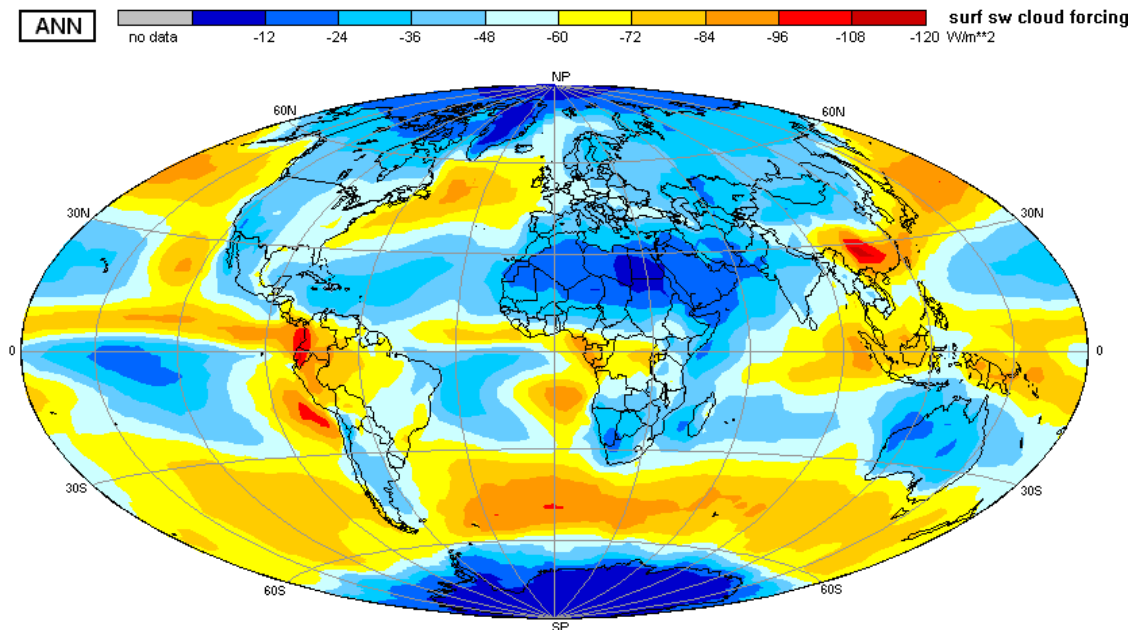 ANN
surf sw cloud forcing
no data -12 -24 -36 -48 -60 -72 -84 -96 -108 -120 W/m**2
NP
60N 60N
30N 30N
0 0
30S 30S
60S 60S
SP